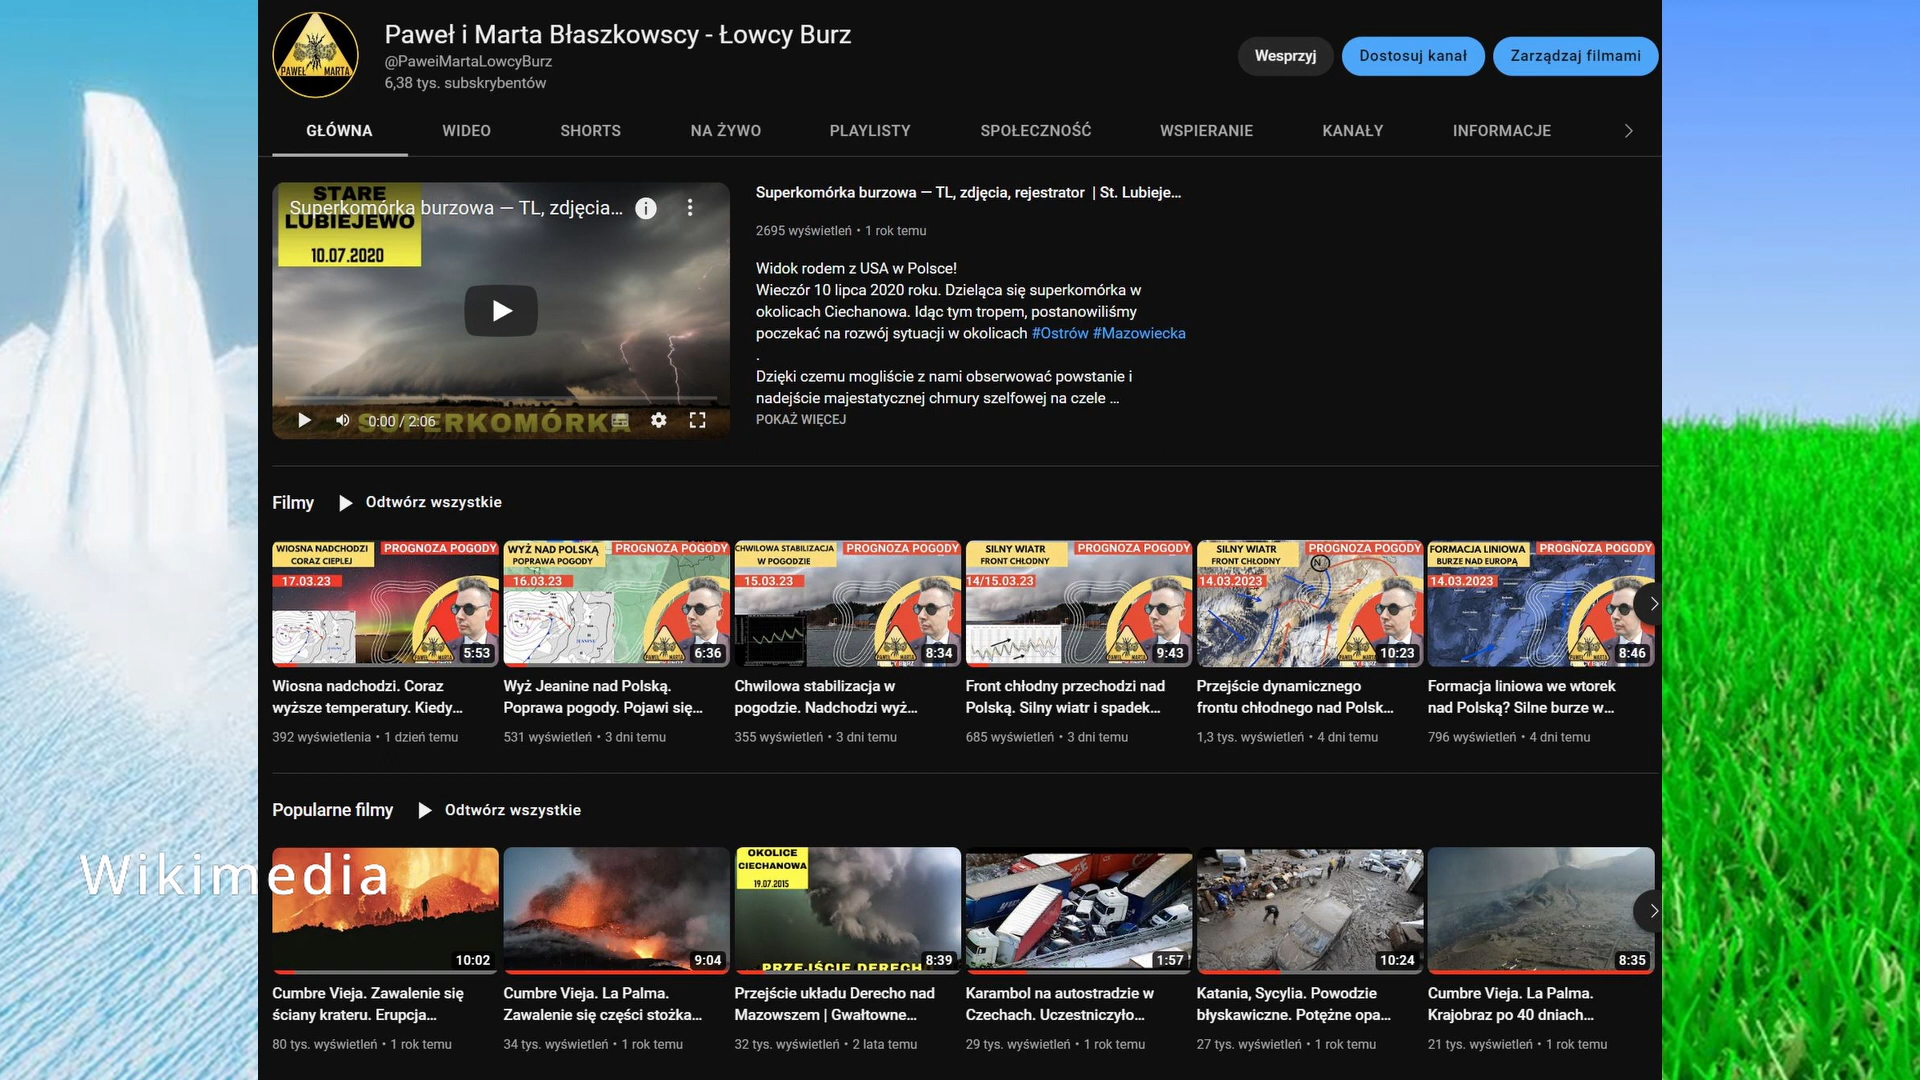 Paweł i Marta Błaszkowscy - Łowcy Burz
@PaweiMartaLowcyBurz
6,38 tys. subskrybentów
PAWEŁ MARTA
Wesprzyj
Dostosuj kanał
Zarządzaj filmami
GŁÓWNA
WIDEO
SHORTS
NA ŻYWO
PLAYLISTY
SPOŁECZNOŚĆ
WSPIERANIE
KANAŁY
INFORMACJE
STARE
LUBIEJEWO
10.07.2020
Superkomórka burzowa — TL, zdjęcia...
0:00 / 2:06
SUPERKOMÓRKA
Superkomórka burzowa — TL, zdjęcia, rejestrator | St. Lubieje...
2695 wyświetleń • 1 rok temu
Widok rodem z USA w Polsce!
Wieczór 10 lipca 2020 roku. Dzieląca się superkomórka w
okolicach Ciechanowa. Idąc tym tropem, postanowiliśmy
poczekać na rozwój sytuacji w okolicach #Ostrów #Mazowiecka
.
Dzięki czemu mogliście z nami obserwować powstanie i
nadejście majestatycznej chmury szelfowej na czele ...
POKAŻ WIĘCEJ
Filmy
Odtwórz wszystkie
WIOSNA NADCHODZI
CORAZ CIEPLEJ
PROGNOZA POGODY
17.03.23
5:53
Wiosna nadchodzi. Coraz
wyższe temperatury. Kiedy...
392 wyświetlenia • 1 dzień temu
WYŻ NAD POLSKĄ
POPRAWA POGODY
PROGNOZA POGODY
16.03.23
6:36
Wyż Jeanine nad Polską.
Poprawa pogody. Pojawi się...
531 wyświetleń • 3 dni temu
CHWILOWA STABILIZACJA
W POGODZIE
PROGNOZA POGODY
15.03.23
8:34
Chwilowa stabilizacja w
pogodzie. Nadchodzi wyż...
355 wyświetleń • 3 dni temu
SILNY WIATR
FRONT CHŁODNY
PROGNOZA POGODY
14/15.03.23
9:43
Front chłodny przechodzi nad
Polską. Silny wiatr i spadek...
685 wyświetleń • 3 dni temu
SILNY WIATR
FRONT CHŁODNY
PROGNOZA POGODY
14.03.2023
N
10:23
Przejście dynamicznego
frontu chłodnego nad Polsk...
1,3 tys. wyświetleń • 4 dni temu
FORMACJA LINIOWA
BURZE NAD EUROPĄ
PROGNOZA POGODY
14.03.2023
8:46
Formacja liniowa we wtorek
nad Polską? Silne burze w...
796 wyświetleń • 4 dni temu
Popularne filmy
Odtwórz wszystkie
Wikimedia
10:02
Cumbre Vieja. Zawalenie się
ściany krateru. Erupcja...
80 tys. wyświetleń • 1 rok temu
9:04
Cumbre Vieja. La Palma.
Zawalenie się części stożka...
34 tys. wyświetleń • 1 rok temu
OKOLICE
CIECHANOWA
19.07.2015
PRZEJŚCIE DERECH
8:39
Przejście układu Derecho nad
Mazowszem | Gwałtowne...
32 tys. wyświetleń • 2 lata temu
1:57
Karambol na autostradzie w
Czechach. Uczestniczyło...
29 tys. wyświetleń • 1 rok temu
10:24
Katania, Sycylia. Powodzie
błyskawiczne. Potężne opa...
27 tys. wyświetleń • 1 rok temu
8:35
Cumbre Vieja. La Palma.
Krajobraz po 40 dniach...
21 tys. wyświetleń • 1 rok temu